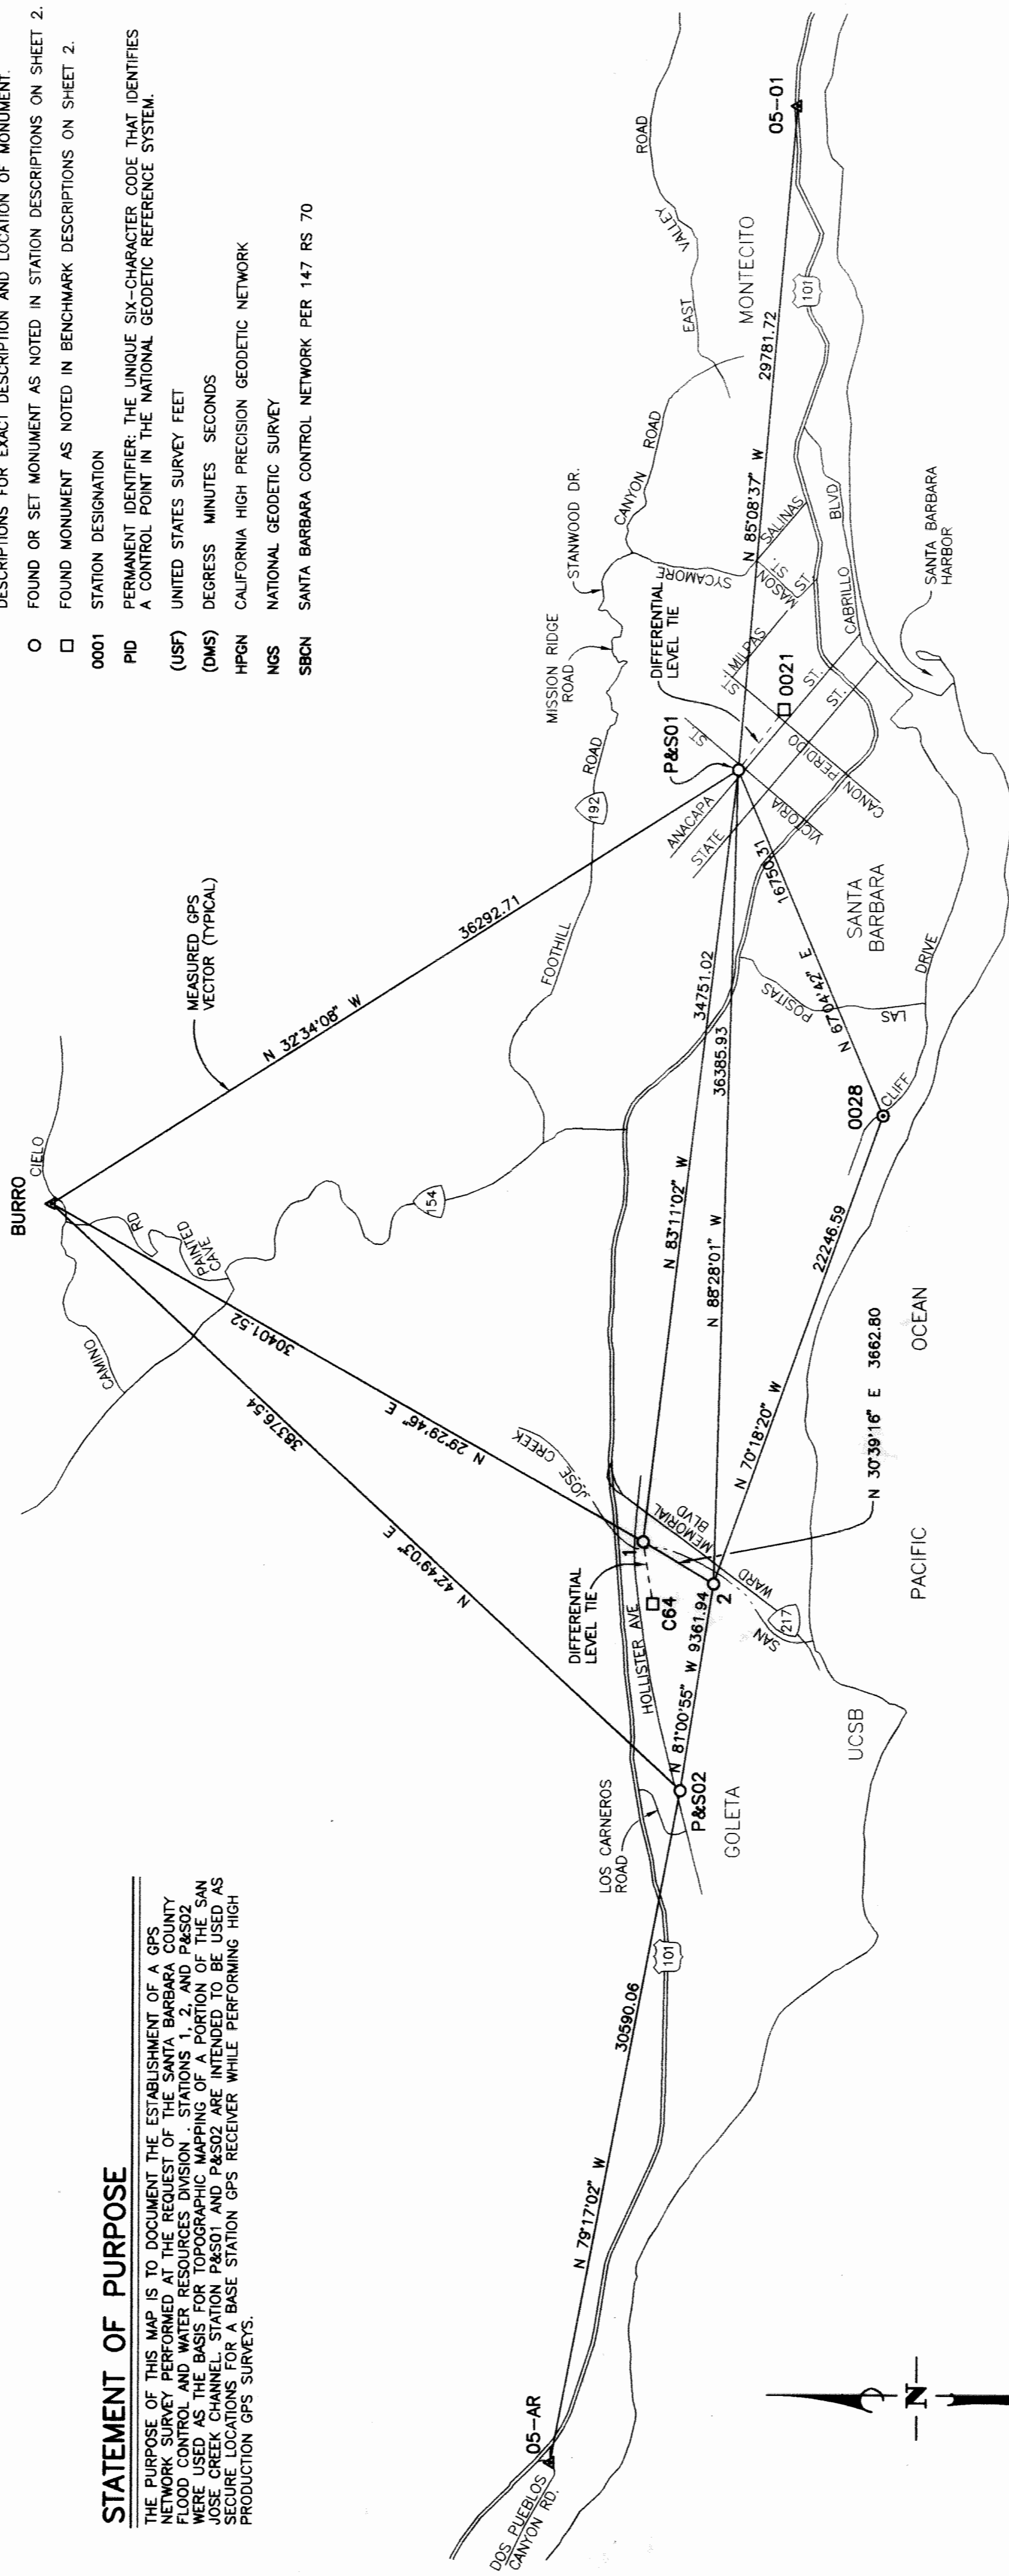 DESCRIPTIONS FOR EXACT DESCRIPTION AND LOCATION OF MONUMENT.
FOUND OR SET MONUMENT AS NOTED IN STATION DESCRIPTIONS ON SHEET 2.
FOUND MONUMENT AS NOTED IN BENCHMARK DESCRIPTIONS ON SHEET 2.
0001 STATION DESIGNATION
PID PERMANENT IDENTIFIER: THE UNIQUE SIX-CHARACTER CODE THAT IDENTIFIES
A CONTROL POINT IN THE NATIONAL GEODETIC REFERENCE SYSTEM.
(USF) UNITED STATES SURVEY FEET
(DMS) DEGRESS MINUTES SECONDS
HPGN CALIFORNIA HIGH PRECISION GEODETIC NETWORK
NGS NATIONAL GEODETIC SURVEY
SBCN SANTA BARBARA CONTROL NETWORK PER 147 RS 70
STATEMENT OF PURPOSE
THE PURPOSE OF THIS MAP IS TO DOCUMENT THE ESTABLISHMENT OF A GPS
NETWORK SURVEY PERFORMED AT THE REQUEST OF THE SANTA BARBARA COUNTY
FLOOD CONTROL AND WATER RESOURCES DIVISION . STATIONS 1, 2, AND P&S02
WERE USED AS THE BASIS FOR TOPOGRAPHIC MAPPING OF A PORTION OF THE SAN
JOSE CREEK CHANNEL. STATION P&S01 AND P&S02 ARE INTENDED TO BE USED AS
SECURE LOCATIONS FOR A BASE STATION GPS RECEIVER WHILE PERFORMING HIGH
PRODUCTION GPS SURVEYS.
BURRO
CIELO
CAMINO
PAINTED
CAVE
RD
MEASURED GPS
VECTOR (TYPICAL)
N 32°34'08" W
36292.71
38376.54
N 42°49'03" E
30401.52
N 29°29'46" E
154
FOOTHILL
ROAD
192
MISSION RIDGE
ROAD
STANWOOD DR.
SYCAMORE
CANYON
ROAD
EAST
VALLEY
ROAD
MONTECITO
05-01
101
29781.72
N 85°08'37" W
SALINAS
ST.
MASON
ST.
MILPAS
ST.
DIFFERENTIAL
LEVEL TIE
0021
P&S01
ST.
ANACAPA
ST.
STATE
ST.
VICTORIA
CANON PERDIDO
CABRILLO
BLVD
SANTA BARBARA
HARBOR
SANTA
BARBARA
16750.31
N 67°04'42" E
LAS
POSITAS
CLIFF
DRIVE
0028
34751.02
N 83°11'02" W
36385.93
N 88°28'01" W
22246.59
N 70°18'20" W
N 30°39'16" E 3662.80
PACIFIC
OCEAN
SAN
JOSE CREEK
WARD
MEMORIAL
BLVD
217
1
2
DIFFERENTIAL
LEVEL TIE
C64
HOLLISTER AVE
N 81°00'55" W 9361.94
P&S02
LOS CARNEROS
ROAD
GOLETA
UCSB
101
30590.06
N 79°17'02" W
05-AR
DOS PUEBLOS
CANYON RD.
N